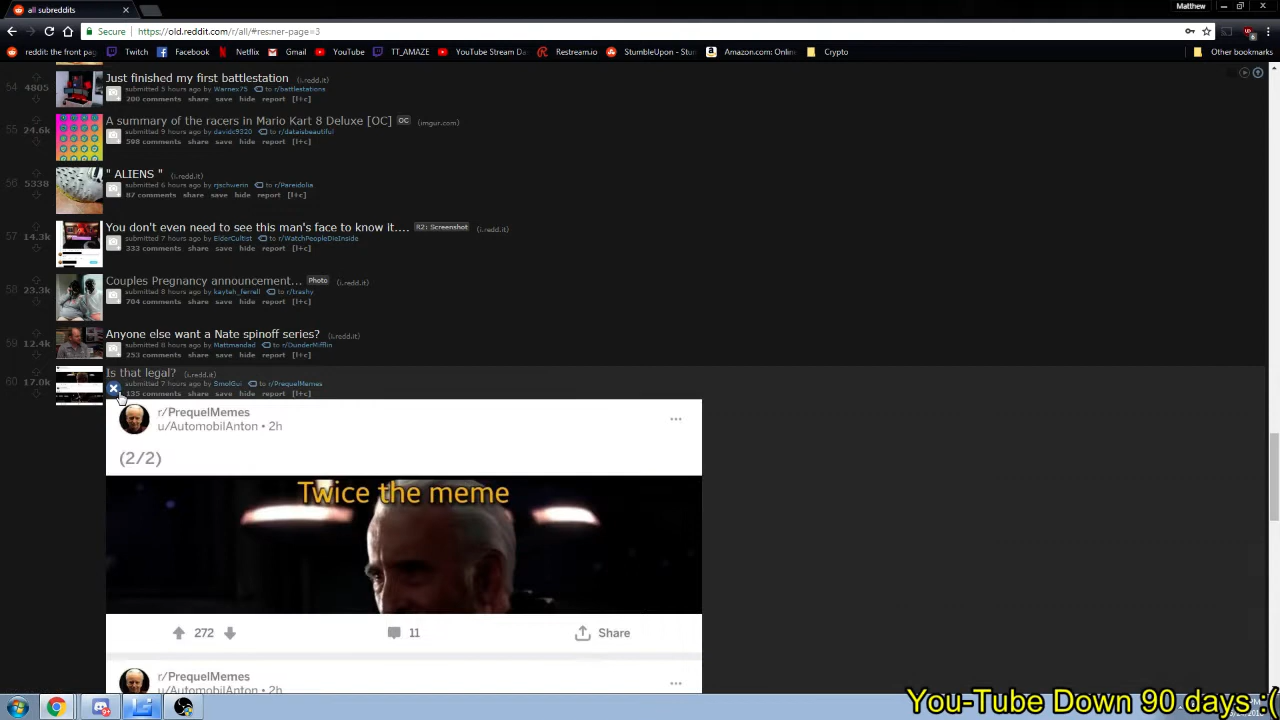 all subreddits
Matthew
Secure https://old.reddit.com/r/all/#res:ner-page=3
reddit: the front pag Twitch Facebook Netflix Gmail YouTube TT_AMAZE YouTube Stream Da Restream.io StumbleUpon - Stun Amazon.com: Onlin Crypto Other bookmarks
54 4805 Just finished my first battlestation (i.redd.it)
submitted 5 hours ago by Warnex75 to r/battlestations
200 comments share save hide report [l+c]
55 24.6k A summary of the racers in Mario Kart 8 Deluxe [OC] OC (imgur.com)
submitted 9 hours ago by davidc9320 to r/dataisbeautiful
598 comments share save hide report [l+c]
56 5338 " ALIENS " (i.redd.it)
submitted 6 hours ago by rjschwerin to r/Pareidolia
87 comments share save hide report [l+c]
57 14.3k You don't even need to see this man's face to know it.... R2: Screenshot (i.redd.it)
submitted 7 hours ago by ElderCultist to r/WatchPeopleDieInside
333 comments share save hide report [l+c]
58 23.3k Couples Pregnancy announcement... Photo (i.redd.it)
submitted 8 hours ago by kaylah_ferrell to r/trashy
704 comments share save hide report [l+c]
59 12.4k Anyone else want a Nate spinoff series? (i.redd.it)
submitted 8 hours ago by Mattmandad to r/DunderMifflin
253 comments share save hide report [l+c]
60 17.0k Is that legal? (i.redd.it)
submitted 7 hours ago by SmolGui to r/PrequelMemes
135 comments share save hide report [l+c]
r/PrequelMemes
u/AutomobilAnton • 2h
(2/2)
Twice the meme
272 11 Share
r/PrequelMemes
u/AutomobilAnton • 2h
You-Tube Down 90 days :(